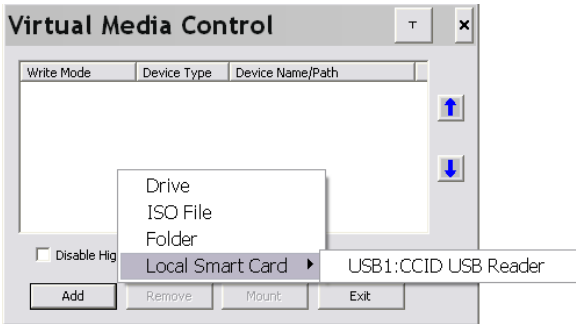 Virtual Media Control T ×
Write Mode Device Type Device Name/Path
Drive
ISO File
Folder
Disable Hig
Local Smart Card USB1:CCID USB Reader
Add Remove Mount Exit